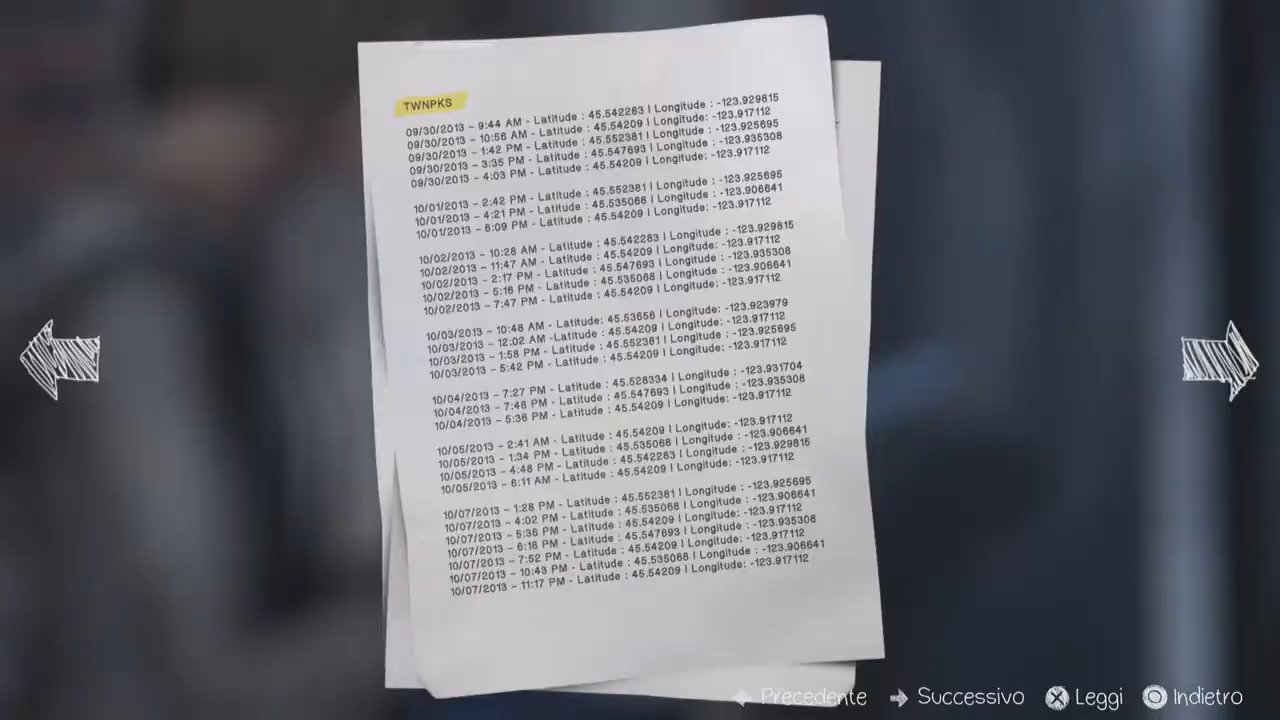 TWNPKS
09/30/2013 - 9:44 AM - Latitude : 45.542283 | Longitude : -123.929815
09/30/2013 - 10:56 AM - Latitude : 45.54209 | Longitude: -123.917112
09/30/2013 - 1:42 PM - Latitude : 45.552381 | Longitude : -123.925695
09/30/2013 - 3:35 PM - Latitude : 45.547693 | Longitude : -123.935308
09/30/2013 - 4:03 PM - Latitude : 45.54209 | Longitude: -123.917112
10/01/2013 - 2:42 PM - Latitude : 45.552381 | Longitude : -123.925695
10/01/2013 - 4:21 PM - Latitude : 45.535068 | Longitude : -123.906641
10/01/2013 - 6:09 PM - Latitude : 45.54209 | Longitude: -123.917112
10/02/2013 - 10:28 AM - Latitude : 45.542283 | Longitude : -123.929815
10/02/2013 - 11:47 AM - Latitude : 45.54209 | Longitude: -123.917112
10/02/2013 - 2:17 PM - Latitude : 45.547693 | Longitude : -123.935308
10/02/2013 - 5:16 PM - Latitude : 45.535068 | Longitude : -123.906641
10/02/2013 - 7:47 PM - Latitude : 45.54209 | Longitude: -123.917112
10/03/2013 - 10:48 AM - Latitude: 45.53656 | Longitude : -123.923979
10/03/2013 - 12:02 AM -Latitude : 45.54209 | Longitude: -123.917112
10/03/2013 - 1:58 PM - Latitude : 45.552381 | Longitude : -123.925695
10/03/2013 - 5:42 PM - Latitude : 45.54209 | Longitude: -123.917112
10/04/2013 - 7:27 PM - Latitude : 45.528334 | Longitude : -123.931704
10/04/2013 - 7:48 PM - Latitude : 45.547693 | Longitude : -123.935308
10/04/2013 - 5:36 PM - Latitude : 45.54209 | Longitude: -123.917112
10/05/2013 - 2:41 AM - Latitude : 45.54209 | Longitude: -123.917112
10/05/2013 - 1:34 PM - Latitude : 45.535068 | Longitude : -123.906641
10/05/2013 - 4:48 PM - Latitude : 45.542283 | Longitude : -123.929815
10/05/2013 - 6:11 AM - Latitude : 45.54209 | Longitude: -123.917112
10/07/2013 - 1:28 PM - Latitude : 45.552381 | Longitude : -123.925695
10/07/2013 - 4:02 PM - Latitude : 45.535068 | Longitude : -123.906641
10/07/2013 - 5:36 PM - Latitude : 45.54209 | Longitude: -123.917112
10/07/2013 - 6:18 PM - Latitude : 45.547693 | Longitude : -123.935308
10/07/2013 - 7:52 PM - Latitude : 45.54209 | Longitude: -123.917112
10/07/2013 - 10:43 PM - Latitude : 45.535068 | Longitude : -123.906641
10/07/2013 - 11:17 PM - Latitude : 45.54209 | Longitude: -123.917112
Precedente Successivo Leggi Indietro